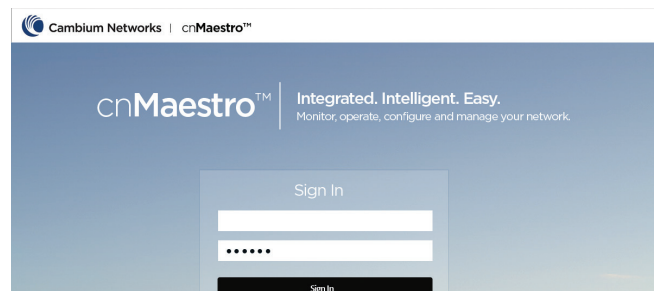 Cambium Networks | cnMaestro™
cnMaestro™
Integrated. Intelligent. Easy.
Monitor, operate, configure and manage your network.
Sign In
••••••
Sign In